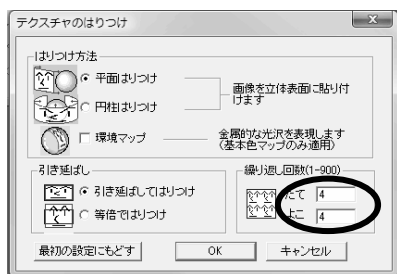 テクスチャのはりつけ
はりつけ方法
平面はりつけ
円柱はりつけ
画像を立体表面に貼り付
けます
環境マップ
金属的な光沢を表現します
(基本色マップのみ適用)
引き延ばし
引き延ばしてはりつけ
等倍ではりつけ
繰り返し回数(1-900)
たて 4
よこ 4
最初の設定にもどす
OK
キャンセル